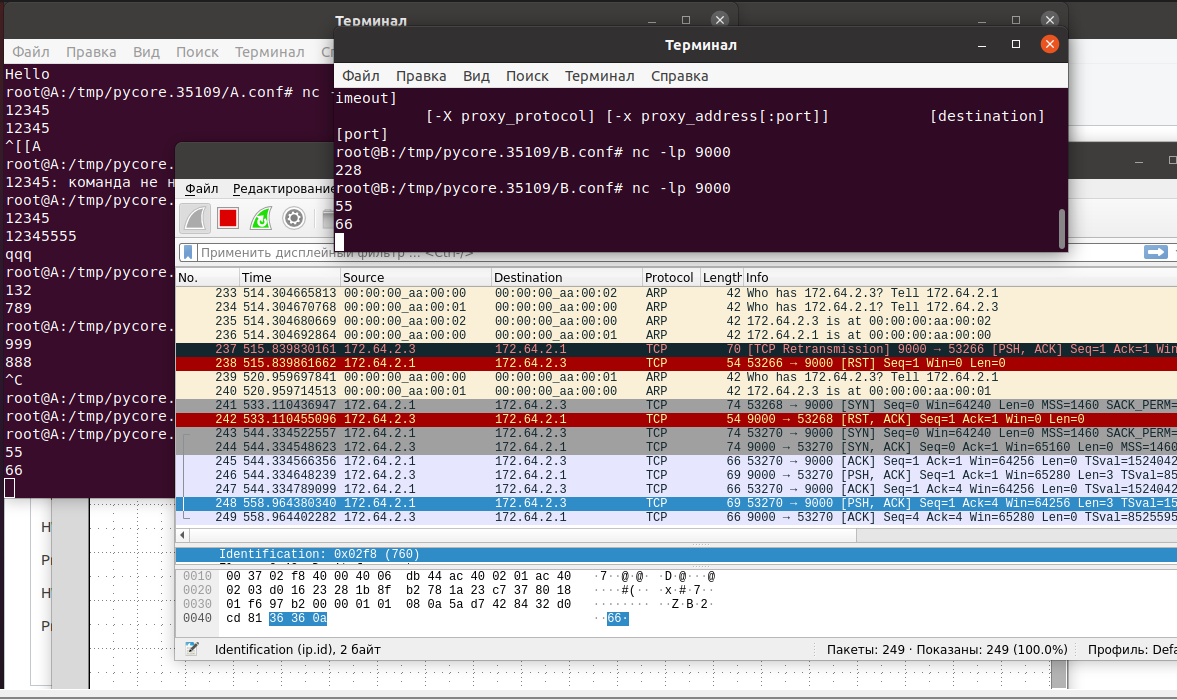 Терминал
Файл Правка Вид Поиск Терминал
Hello
root@A:/tmp/pycore.35109/A.conf# nc
12345
12345
^[[A
root@A:/tmp/pycore.
12345: команда не н
root@A:/tmp/pycore.
12345
12345555
qqq
root@A:/tmp/pycore.
132
789
root@A:/tmp/pycore.
999
888
^C
root@A:/tmp/pycore.
root@A:/tmp/pycore.
root@A:/tmp/pycore.
55
66
Терминал
Файл Правка Вид Поиск Терминал Справка
imeout]
[-X proxy_protocol] [-x proxy_address[:port]] [destination]
[port]
root@B:/tmp/pycore.35109/B.conf# nc -lp 9000
228
root@B:/tmp/pycore.35109/B.conf# nc -lp 9000
55
66
Файл Редактирование
Применить дисплейный фильтр ... <Ctrl-/>
No. Time Source Destination Protocol Length Info
233 514.304665813 00:00:00_aa:00:00 00:00:00_aa:00:02 ARP 42 Who has 172.64.2.3? Tell 172.64.2.1
234 514.304670768 00:00:00_aa:00:01 00:00:00_aa:00:00 ARP 42 Who has 172.64.2.1? Tell 172.64.2.3
235 514.304680669 00:00:00_aa:00:02 00:00:00_aa:00:00 ARP 42 172.64.2.3 is at 00:00:00:aa:00:02
236 514.304692864 00:00:00_aa:00:00 00:00:00_aa:00:01 ARP 42 172.64.2.1 is at 00:00:00:aa:00:00
237 515.839830161 172.64.2.3 172.64.2.1 TCP 70 [TCP Retransmission] 9000 → 53266 [PSH, ACK] Seq=1 Ack=1 Win
238 515.839861662 172.64.2.1 172.64.2.3 TCP 54 53266 → 9000 [RST] Seq=1 Win=0 Len=0
239 520.959697841 00:00:00_aa:00:00 00:00:00_aa:00:01 ARP 42 Who has 172.64.2.3? Tell 172.64.2.1
240 520.959714513 00:00:00_aa:00:01 00:00:00_aa:00:00 ARP 42 172.64.2.3 is at 00:00:00:aa:00:01
241 533.110436947 172.64.2.1 172.64.2.3 TCP 74 53268 → 9000 [SYN] Seq=0 Win=64240 Len=0 MSS=1460 SACK_PERM=
242 533.110455096 172.64.2.3 172.64.2.1 TCP 54 9000 → 53268 [RST, ACK] Seq=1 Ack=1 Win=0 Len=0
243 544.334522557 172.64.2.1 172.64.2.3 TCP 74 53270 → 9000 [SYN] Seq=0 Win=64240 Len=0 MSS=1460 SACK_PERM=
244 544.334548623 172.64.2.3 172.64.2.1 TCP 74 9000 → 53270 [SYN, ACK] Seq=0 Ack=1 Win=65160 Len=0 MSS=1460
245 544.334566356 172.64.2.1 172.64.2.3 TCP 66 53270 → 9000 [ACK] Seq=1 Ack=1 Win=64256 Len=0 TSval=1524042
246 544.334648239 172.64.2.3 172.64.2.1 TCP 69 9000 → 53270 [PSH, ACK] Seq=1 Ack=1 Win=65280 Len=3 TSval=85
247 544.334789099 172.64.2.1 172.64.2.3 TCP 66 53270 → 9000 [ACK] Seq=1 Ack=4 Win=64256 Len=0 TSval=1524042
248 558.964380340 172.64.2.1 172.64.2.3 TCP 69 53270 → 9000 [PSH, ACK] Seq=1 Ack=4 Win=64256 Len=3 TSval=15
249 558.964402282 172.64.2.3 172.64.2.1 TCP 66 9000 → 53270 [ACK] Seq=4 Ack=4 Win=65280 Len=0 TSval=8525595
Identification: 0x02f8 (760)
0010 00 37 02 f8 40 00 40 06 db 44 ac 40 02 01 ac 40 ·7··@·@· ·D·@···@
0020 02 03 d0 16 23 28 1b 8f b2 78 1a 23 c7 37 80 18 ····#(·· ·x·#·7··
0030 01 f6 97 b2 00 00 01 01 08 0a 5a d7 42 84 32 d0 ········ ··Z·B·2·
0040 cd 81 36 36 0a ··66·
Identification (ip.id), 2 байт Пакеты: 249 · Показаны: 249 (100.0%) Профиль: Defa